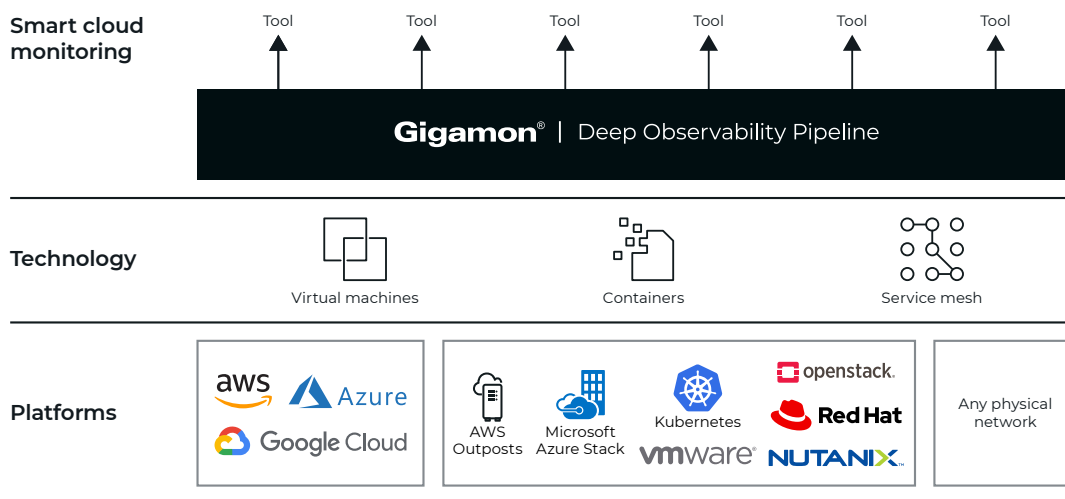 Smart cloud
monitoring
Tool Tool Tool Tool Tool Tool
Gigamon® | Deep Observability Pipeline
Technology
Virtual machines
Containers
Service mesh
Platforms
aws
Azure
Google Cloud
AWS
Outposts
Microsoft
Azure Stack
Kubernetes
vmware®
openstack.
Red Hat
NUTANIX™
Any physical
network